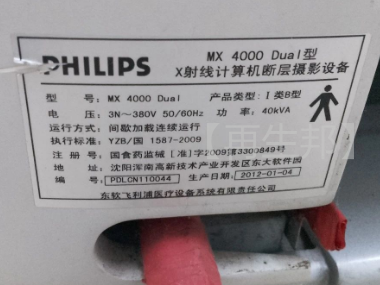 PHILIPS
MX 4000 Dual型
X射线计算机断层摄影设备
型 号: MX 4000 Dual 产品类型: I 类B型
电 压: 3N~380V 50/60Hz 功 率: 40kVA
运行方式: 间歇加载连续运行
执行标准: YZB/国 1587-2009
注 册 号: 国食药监械(准)字2009第3300849号
地 址: 沈阳浑南高新技术产业开发区东大软件园
编 号: PDLCN110044 生产日期: 2012-01-04
东软飞利浦医疗设备系统有限责任公司
【再生邦】